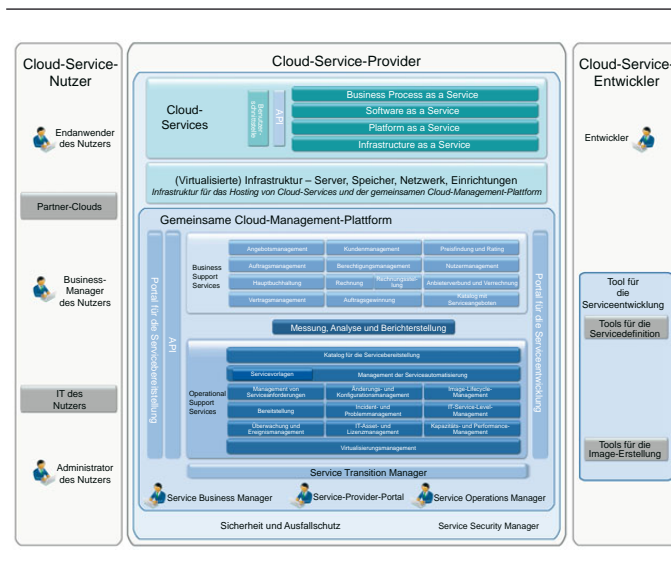 Cloud-Service-
Nutzer
Endanwender
des Nutzers
Partner-Clouds
Business-
Manager
des Nutzers
IT des
Nutzers
Administrator
des Nutzers
Cloud-Service-Provider
Cloud-
Services
Benutzer-
schnittstelle
API
Business Process as a Service
Software as a Service
Platform as a Service
Infrastructure as a Service
(Virtualisierte) Infrastruktur – Server, Speicher, Netzwerk, Einrichtungen
Infrastruktur für das Hosting von Cloud-Services und der gemeinsamen Cloud-Management-Plattform
Gemeinsame Cloud-Management-Plattform
Portal für die Servicebereitstellung
API
Business
Support
Services
Angebotsmanagement
Kundenmanagement
Preisfindung und Rating
Auftragsmanagement
Berechtigungsmanagement
Nutzermanagement
Hauptbuchhaltung
Rechnung
Rechnungsstel-
lung
Anbieterverbund und Verrechnung
Vertragsmanagement
Auftragsgewinnung
Katalog mit
Serviceangeboten
Messung, Analyse und Berichterstellung
Operational
Support
Services
Katalog für die Servicebereitstellung
Servicevorlagen
Management der Serviceautomatisierung
Management von
Serviceanforderungen
Änderungs- und
Konfigurationsmanagement
Image-Lifecycle-
Management
Bereitstellung
Incident- und
Problemmanagement
IT-Service-Level-
Management
Überwachung und
Ereignismanagement
IT-Asset- und
Lizenzmanagement
Kapazitäts- und Performance-
Management
Virtualisierungsmanagement
Portal für die Serviceentwicklung
Service Transition Manager
Service Business Manager
Service-Provider-Portal
Service Operations Manager
Sicherheit und Ausfallschutz
Service Security Manager
Cloud-Service-
Entwickler
Entwickler
Tool für
die
Serviceentwicklung
Tools für die
Servicedefinition
Tools für die
Image-Erstellung